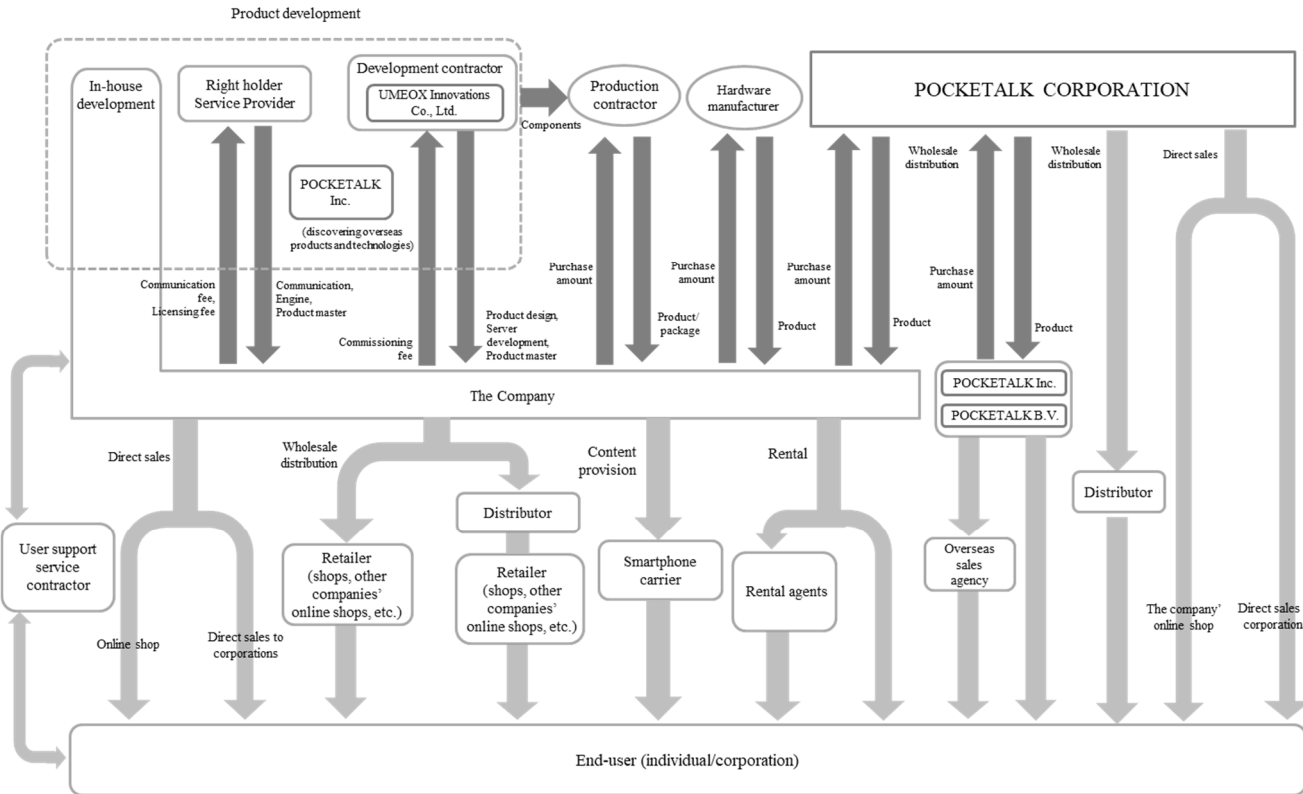 Product development
In-house
development
Right holder
Service Provider
Development contractor
UMEOX Innovations
Co., Ltd.
Components
Production
contractor
Hardware
manufacturer
POCKETALK CORPORATION
POCKETALK
Inc.
(discovering overseas
products and technologies)
Wholesale
distribution
Wholesale
distribution
Direct sales
Communication
fee,
Licensing fee
Communication,
Engine,
Product master
Commissioning
fee
Product design,
Server
development,
Product master
Purchase
amount
Product/
package
Purchase
amount
Product
Purchase
amount
Product
Purchase
amount
Product
POCKETALK Inc.
POCKETALK B.V.
The Company
Direct sales
Wholesale
distribution
Content
provision
Rental
Distributor
Distributor
User support
service
contractor
Retailer
(shops, other
companies'
online shops, etc.)
Retailer
(shops, other
companies'
online shops, etc.)
Smartphone
carrier
Rental agents
Overseas
sales
agency
Online shop
Direct sales to
corporations
The company'
online shop
Direct sales
corporation
End-user (individual/corporation)